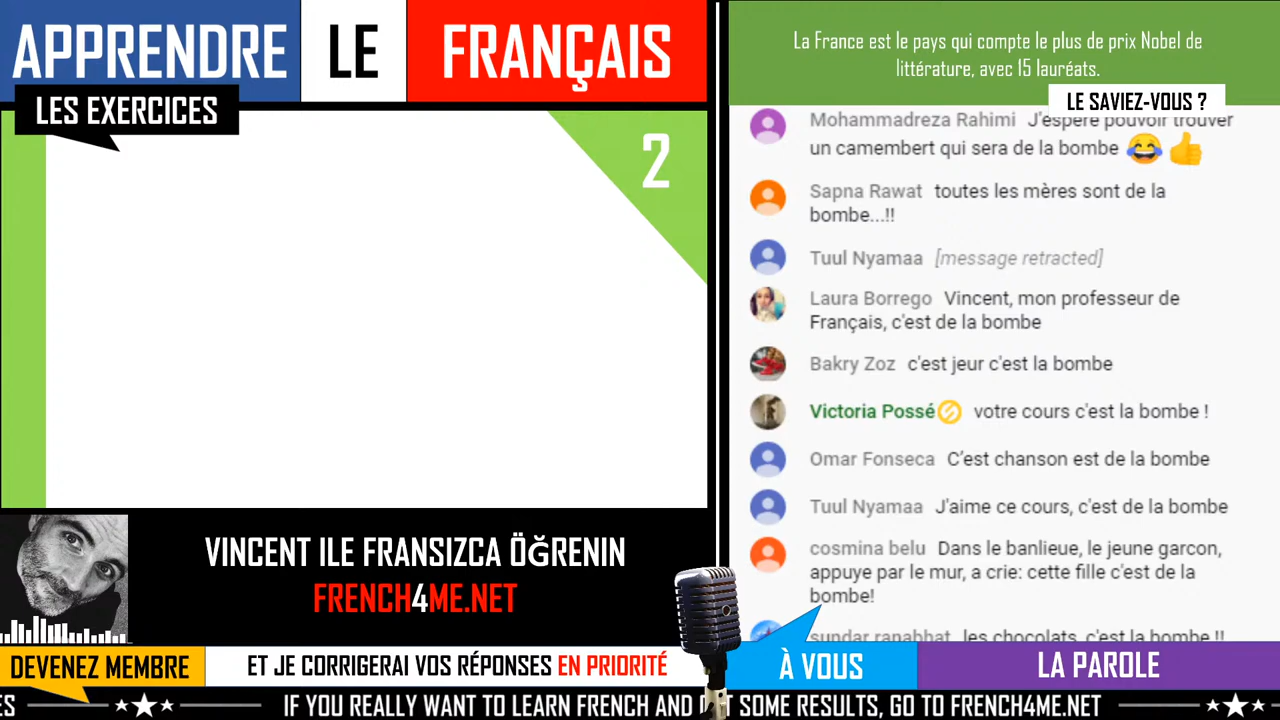 APPRENDRE LE FRANÇAIS
LES EXERCICES
2
La France est le pays qui compte le plus de prix Nobel de
littérature, avec 15 lauréats.
LE SAVIEZ-VOUS ?
Mohammadreza Rahimi J'espere pouvoir trouver
un camembert qui sera de la bombe 😂👍
Sapna Rawat toutes les mères sont de la
bombe...!!
Tuul Nyamaa [message retracted]
Laura Borrego Vincent, mon professeur de
Français, c'est de la bombe
Bakry Zoz c'est jeur c'est la bombe
Victoria Possé votre cours c'est la bombe !
Omar Fonseca C’est chanson est de la bombe
Tuul Nyamaa J'aime ce cours, c'est de la bombe
cosmina belu Dans le banlieue, le jeune garcon,
appuye par le mur, a crie: cette fille c'est de la
bombe!
sundar ranabhat les chocolats, c'est la bombe !!
VINCENT ILE FRANSIZCA ÖĞRENIN
FRENCH4ME.NET
DEVENEZ MEMBRE
ET JE CORRIGERAI VOS RÉPONSES EN PRIORITÉ
À VOUS
LA PAROLE
ES IF YOU REALLY WANT TO LEARN FRENCH AND T SOME RESULTS, GO TO FRENCH4ME.NET